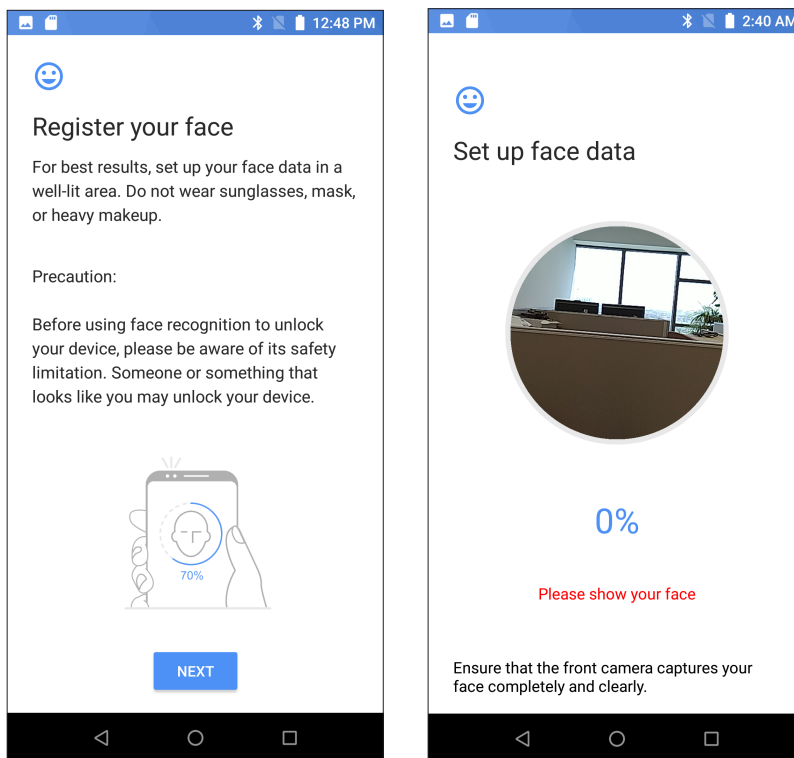 12:48 PM
Register your face
For best results, set up your face data in a
well-lit area. Do not wear sunglasses, mask,
or heavy makeup.
Precaution:
Before using face recognition to unlock
your device, please be aware of its safety
limitation. Someone or something that
looks like you may unlock your device.
70%
NEXT
2:40 AM
Set up face data
0%
Please show your face
Ensure that the front camera captures your
face completely and clearly.